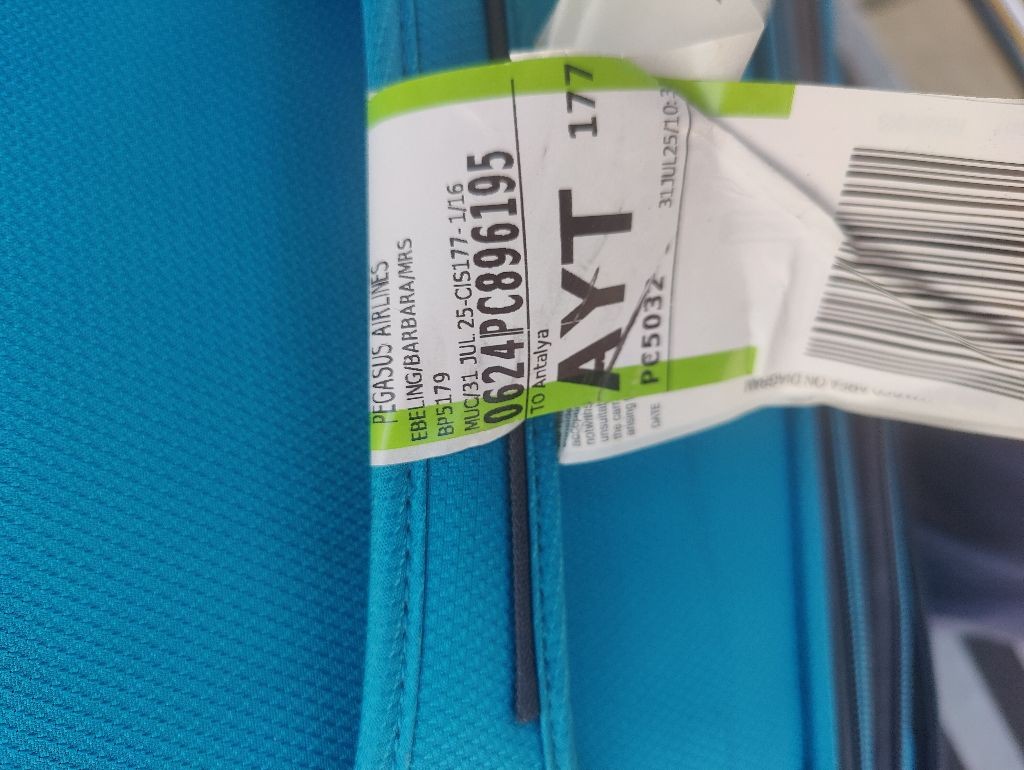 PEGASUS AIRLINES
EBELING/BARBARA/MRS
BP5179
MUC/31 JUL 25-CIS177- 1/16
0624PC896195
TO Antalya
AYT 177
PC5032 - 31JUL25/10:3
DATE